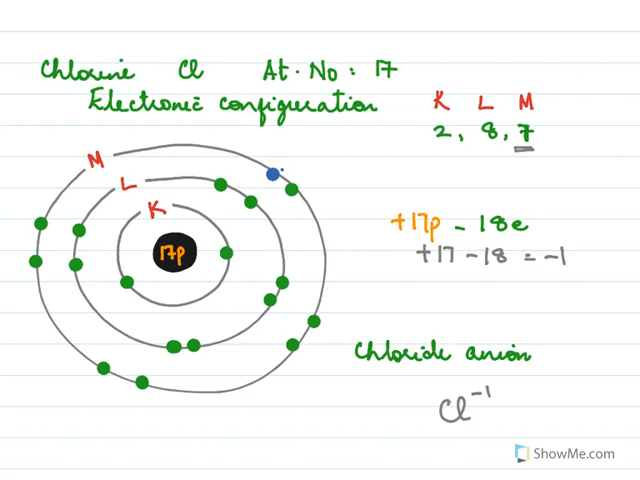 Chlorine Cl At. No : 17
Electronic configuration
K L M
2, 8, 7
M
L
K
17p
+17p - 18e
+17 - 18 = -1
Chloride anion
Cl⁻¹
ShowMe.com